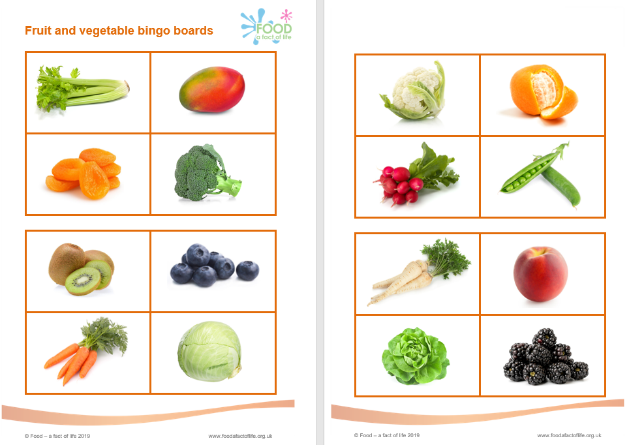 Fruit and vegetable bingo boards
FOOD
a fact of life
© Food – a fact of life 2019
www.foodafactoflife.org.uk
© Food – a fact of life 2019
www.foodafactoflife.org.uk